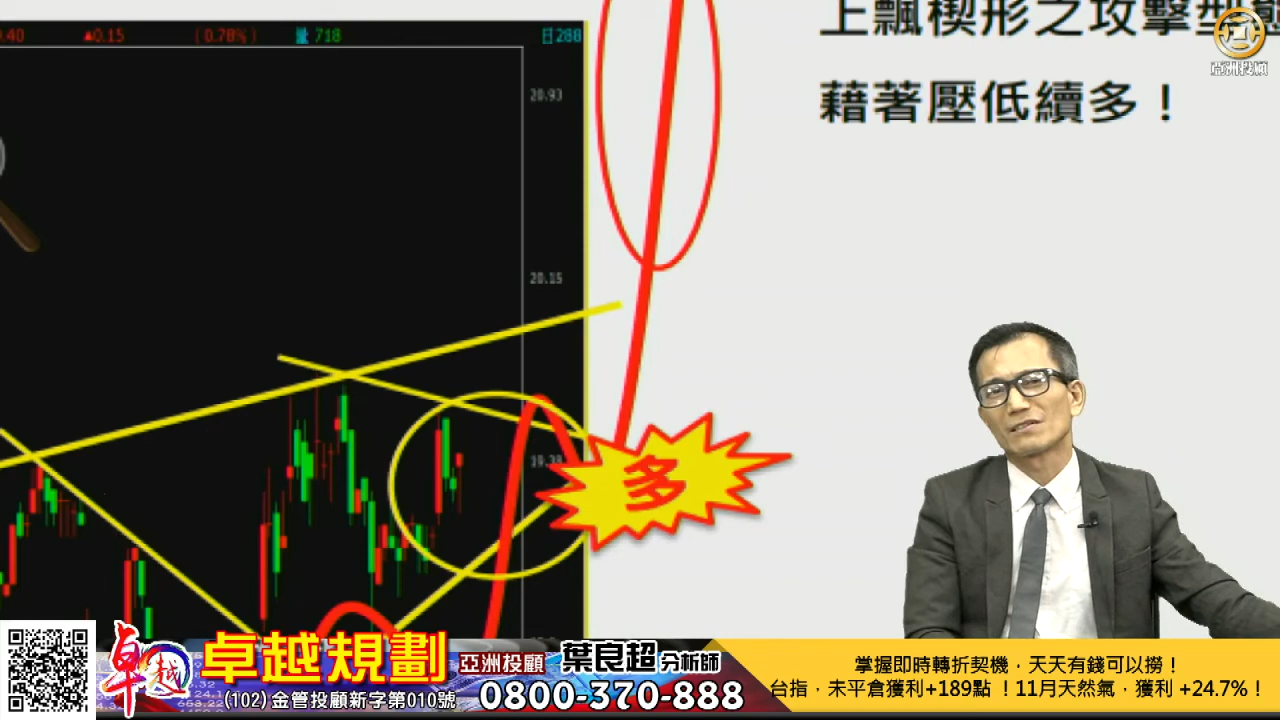 上飄楔形之攻擊型態
藉著壓低續多！
亞洲投顧
9.40 ▲0.15 (0.78%) 量 718 日288
20.93
20.15
19.38
多
卓越
卓越規劃
(102)金管投顧新字第010號
亞洲投顧 葉良超 分析師
0800-370-888
掌握即時轉折契機，天天有錢可以撈！
台指，未平倉獲利+189點 ！11月天然氣，獲利 +24.7%！